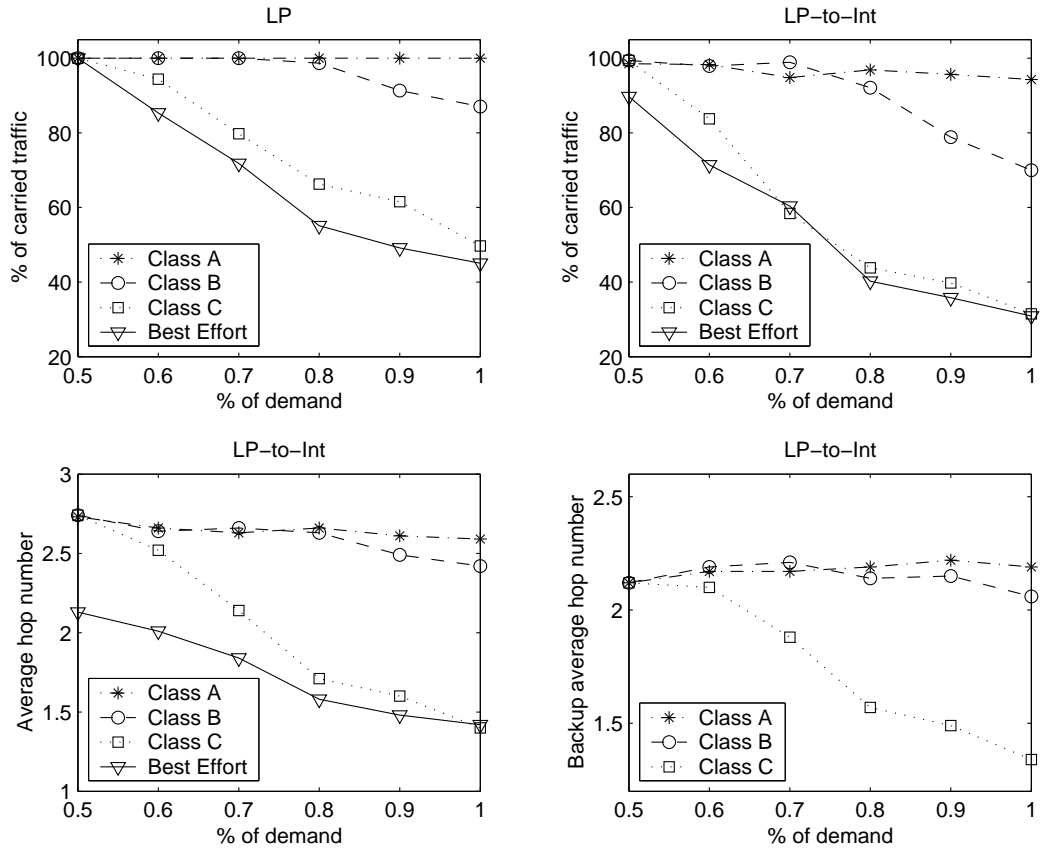 LP
% of carried traffic
100
80
60
40
20
Class A
Class B
Class C
Best Effort
0.5 0.6 0.7 0.8 0.9 1
% of demand
LP−to−Int
% of carried traffic
100
80
60
40
20
Class A
Class B
Class C
Best Effort
0.5 0.6 0.7 0.8 0.9 1
% of demand
LP−to−Int
Average hop number
3
2.5
2
1.5
1
Class A
Class B
Class C
Best Effort
0.5 0.6 0.7 0.8 0.9 1
% of demand
LP−to−Int
Backup average hop number
2.5
2
1.5
Class A
Class B
Class C
0.5 0.6 0.7 0.8 0.9 1
% of demand